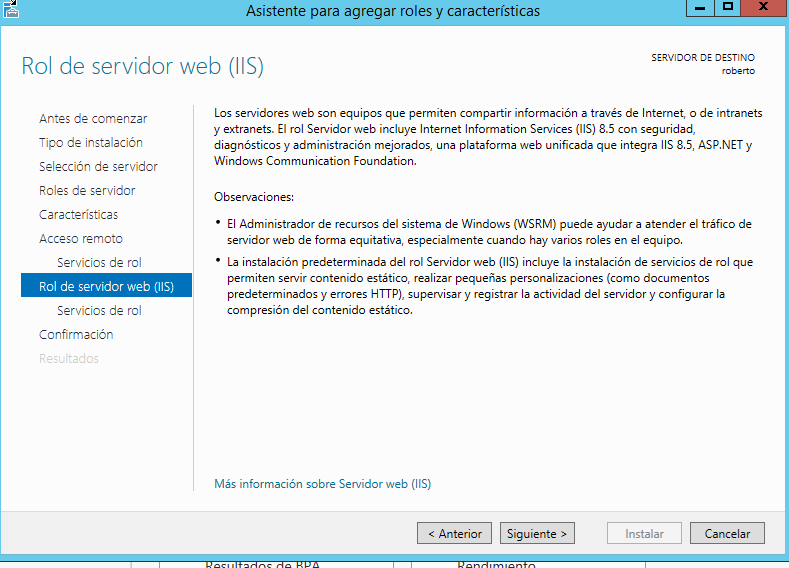 Asistente para agregar roles y características
Rol de servidor web (IIS)
SERVIDOR DE DESTINO
roberto
Antes de comenzar
Tipo de instalación
Selección de servidor
Roles de servidor
Características
Acceso remoto
Servicios de rol
Rol de servidor web (IIS)
Servicios de rol
Confirmación
Resultados
Los servidores web son equipos que permiten compartir información a través de Internet, o de intranets
y extranets. El rol Servidor web incluye Internet Information Services (IIS) 8.5 con seguridad,
diagnósticos y administración mejorados, una plataforma web unificada que integra IIS 8.5, ASP.NET y
Windows Communication Foundation.
Observaciones:
• El Administrador de recursos del sistema de Windows (WSRM) puede ayudar a atender el tráfico de
servidor web de forma equitativa, especialmente cuando hay varios roles en el equipo.
• La instalación predeterminada del rol Servidor web (IIS) incluye la instalación de servicios de rol que
permiten servir contenido estático, realizar pequeñas personalizaciones (como documentos
predeterminados y errores HTTP), supervisar y registrar la actividad del servidor y configurar la
compresión del contenido estático.
Más información sobre Servidor web (IIS)
< Anterior
Siguiente >
Instalar
Cancelar
Resultados de BPA
Rendimiento